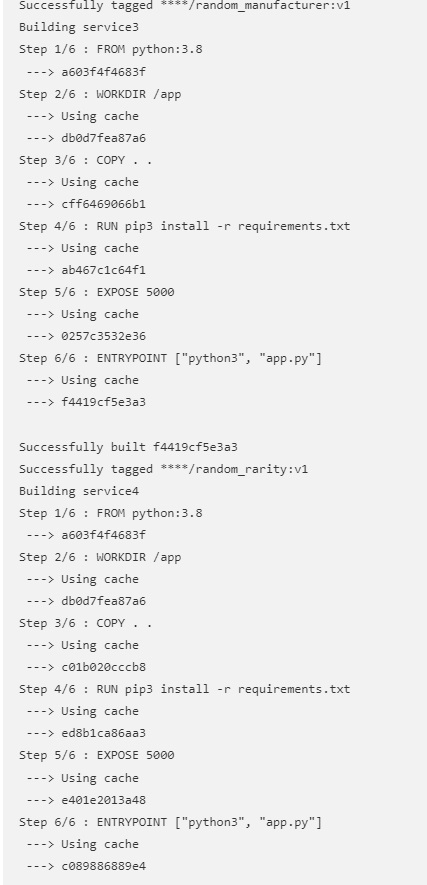 Successfully tagged ****/random_manufacturer:v1
Building service3
Step 1/6 : FROM python:3.8
---> a603f4f4683f
Step 2/6 : WORKDIR /app
---> Using cache
---> db0d7fea87a6
Step 3/6 : COPY . .
---> Using cache
---> cff6469066b1
Step 4/6 : RUN pip3 install -r requirements.txt
---> Using cache
---> ab467c1c64f1
Step 5/6 : EXPOSE 5000
---> Using cache
---> 0257c3532e36
Step 6/6 : ENTRYPOINT ["python3", "app.py"]
---> Using cache
---> f4419cf5e3a3
Successfully built f4419cf5e3a3
Successfully tagged ****/random_rarity:v1
Building service4
Step 1/6 : FROM python:3.8
---> a603f4f4683f
Step 2/6 : WORKDIR /app
---> Using cache
---> db0d7fea87a6
Step 3/6 : COPY . .
---> Using cache
---> c01b020cccb8
Step 4/6 : RUN pip3 install -r requirements.txt
---> Using cache
---> ed8b1ca86aa3
Step 5/6 : EXPOSE 5000
---> Using cache
---> e401e2013a48
Step 6/6 : ENTRYPOINT ["python3", "app.py"]
---> Using cache
---> c089886889e4